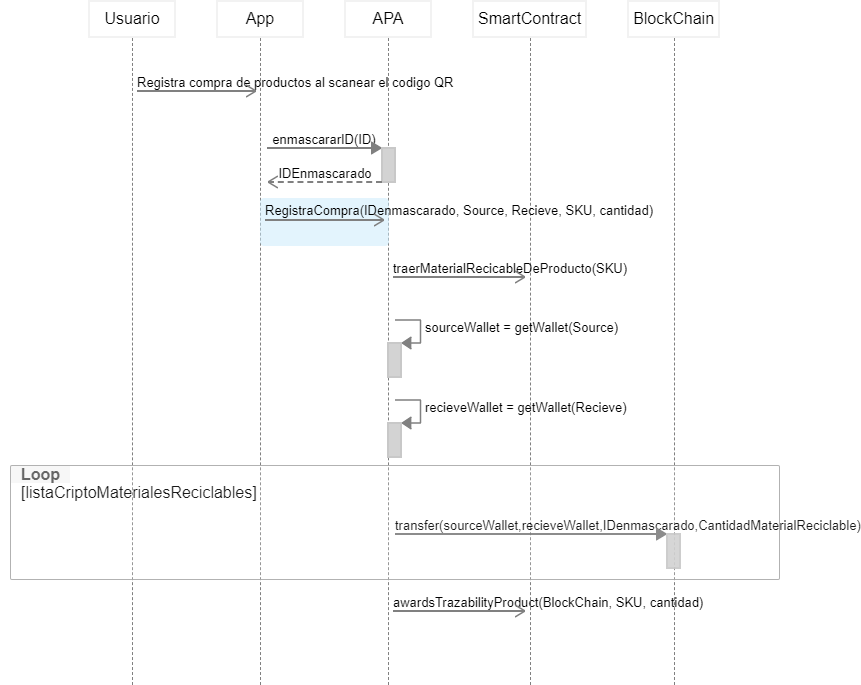 Usuario
App
APA
SmartContract
BlockChain
Registra compra de productos al scanear el codigo QR
enmascararID(ID)
IDEnmascarado
RegistraCompra(IDenmascarado, Source, Recieve, SKU, cantidad)
traerMaterialRecicableDeProducto(SKU)
sourceWallet = getWallet(Source)
recieveWallet = getWallet(Recieve)
Loop
[listaCriptoMaterialesReciclables]
transfer(sourceWallet,recieveWallet,IDenmascarado,CantidadMaterialReciclable)
awardsTrazabilityProduct(BlockChain, SKU, cantidad)